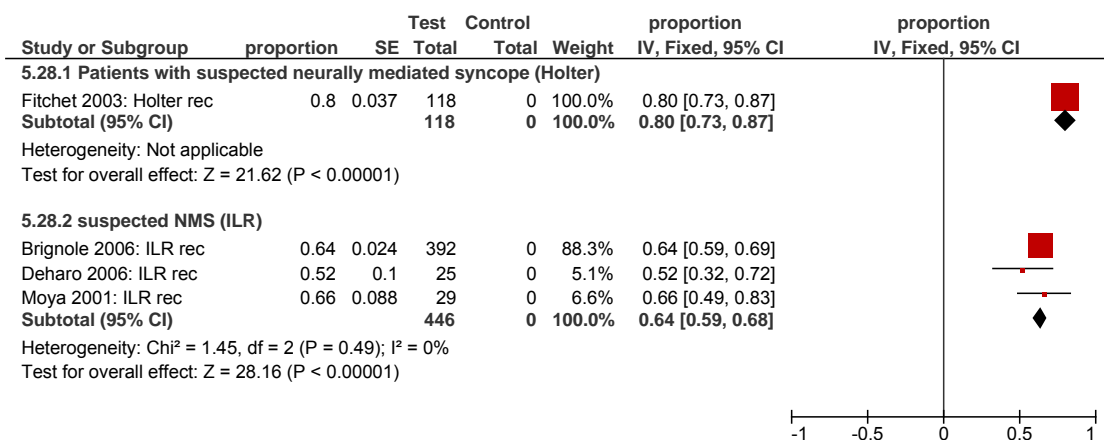 Test Control proportion proportion
Study or Subgroup proportion SE Total Total Weight IV, Fixed, 95% CI IV, Fixed, 95% CI
5.28.1 Patients with suspected neurally mediated syncope (Holter)
Fitchet 2003: Holter rec 0.8 0.037 118 0 100.0% 0.80 [0.73, 0.87]
Subtotal (95% CI) 118 0 100.0% 0.80 [0.73, 0.87]
Heterogeneity: Not applicable
Test for overall effect: Z = 21.62 (P < 0.00001)
5.28.2 suspected NMS (ILR)
Brignole 2006: ILR rec 0.64 0.024 392 0 88.3% 0.64 [0.59, 0.69]
Deharo 2006: ILR rec 0.52 0.1 25 0 5.1% 0.52 [0.32, 0.72]
Moya 2001: ILR rec 0.66 0.088 29 0 6.6% 0.66 [0.49, 0.83]
Subtotal (95% CI) 446 0 100.0% 0.64 [0.59, 0.68]
Heterogeneity: Chi² = 1.45, df = 2 (P = 0.49); I² = 0%
Test for overall effect: Z = 28.16 (P < 0.00001)
-1 -0.5 0 0.5 1